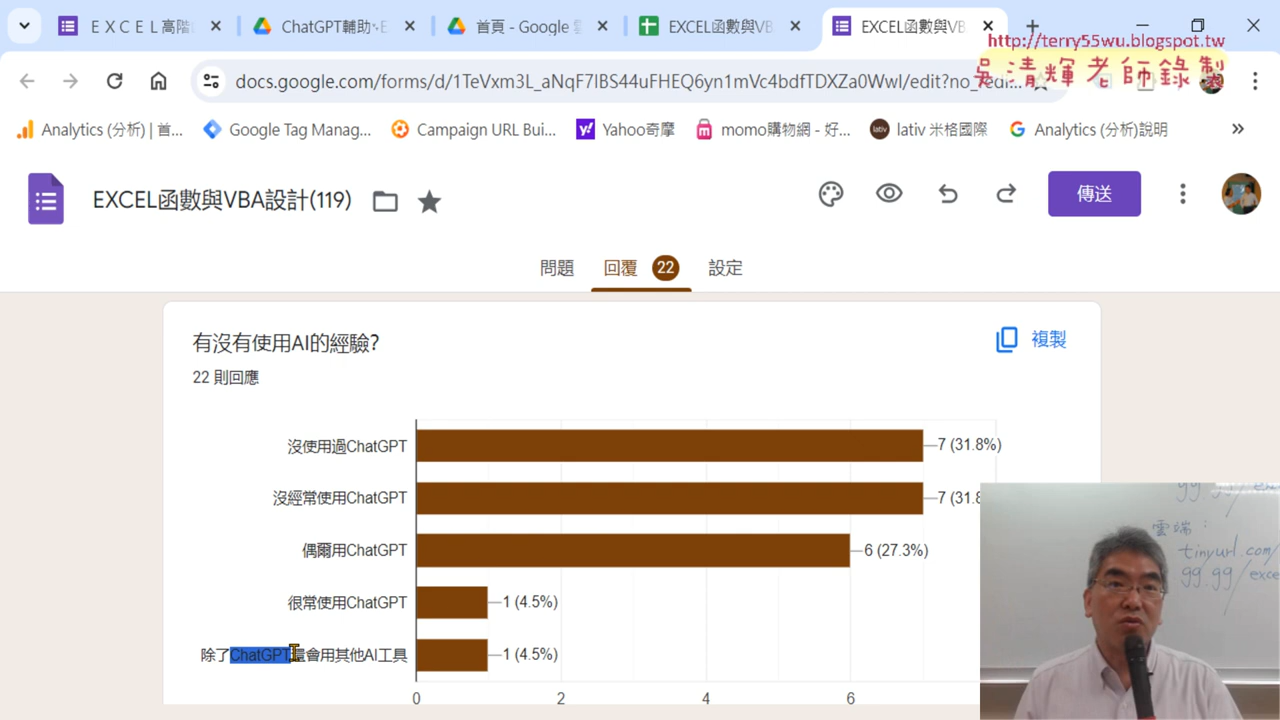 E X C E L 高階
ChatGPT輔助
首頁 - Google
EXCEL函數與VB
EXCEL函數與VB
http://terry55wu.blogspot.tw
吳清輝老師錄製
docs.google.com/forms/d/11eVxm3L_aNqF7IBS44uFHEQ6yn1mVc4bdfTDXZa0WwI/edit?no_redi...
Analytics (分析) | 首...
Google Tag Manag...
Campaign URL Bui...
Yahoo奇摩
momo購物網 - 好...
lativ 米格國際
Analytics (分析)說明
EXCEL函數與VBA設計(119)
傳送
問題
回覆 22
設定
有沒有使用AI的經驗?
複製
22 則回應
沒使用過ChatGPT
7 (31.8%)
沒經常使用ChatGPT
7 (31.8
偶爾用ChatGPT
6 (27.3%)
很常使用ChatGPT
1 (4.5%)
除了ChatGPT還會用其他AI工具
1 (4.5%)
0 2 4 6
雲端：
tinyurl.com/
gg.gg/exce